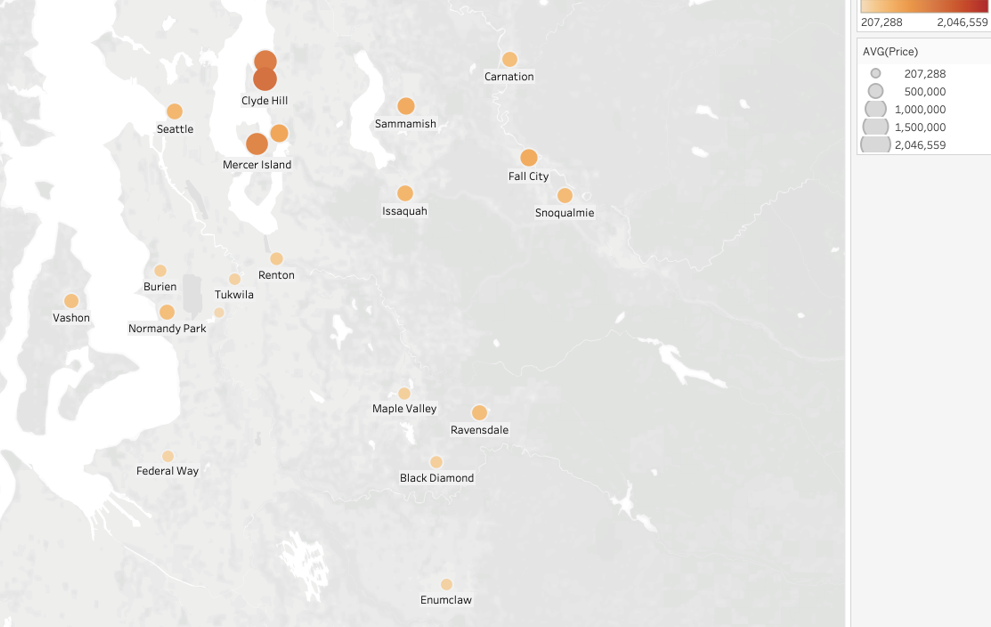 207,288 2,046,559
AVG(Price)
207,288
500,000
1,000,000
1,500,000
2,046,559
Carnation
Clyde Hill
Sammamish
Seattle
Mercer Island
Fall City
Issaquah
Snoqualmie
Renton
Burien
Tukwila
Vashon
Normandy Park
Maple Valley
Ravensdale
Federal Way
Black Diamond
Enumclaw